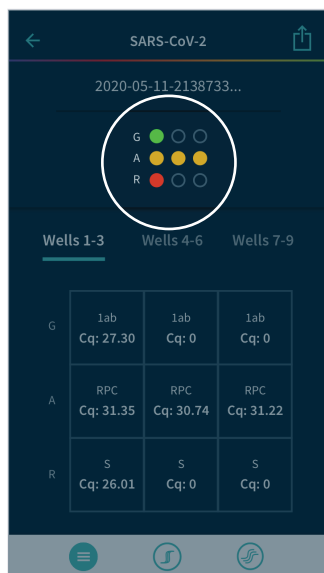 SARS-CoV-2
2020-05-11-2138733...
G
A
R
Wells 1-3 Wells 4-6 Wells 7-9
G 1ab 1ab 1ab
Cq: 27.30 Cq: 0 Cq: 0
A RPC RPC RPC
Cq: 31.35 Cq: 30.74 Cq: 31.22
R S S S
Cq: 26.01 Cq: 0 Cq: 0